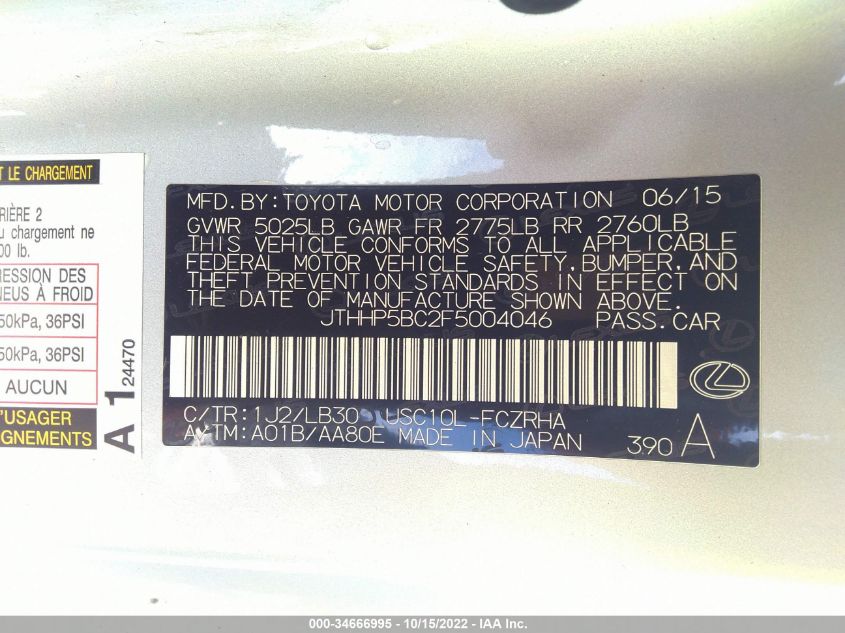 ET LE CHARGEMENT
RIÈRE 2
u chargement ne
00 lb.
RESSION DES
NEUS À FROID
50kPa, 36PSI
50kPa, 36PSI
AUCUN
L'USAGER
GNEMENTS
A 1 24470
MFD.BY:TOYOTA MOTOR CORPORATION 06/15
GVWR 5025LB GAWR FR 2775LB RR 2760LB
THIS VEHICLE CONFORMS TO ALL APPLICABLE
FEDERAL MOTOR VEHICLE SAFETY,BUMPER,AND
THEFT PREVENTION STANDARDS IN EFFECT ON
THE DATE OF MANUFACTURE SHOWN ABOVE.
JTHHP5BC2F5004046 PASS.CAR
C/TR:1J2/LB30 USC10L-FCZRHA
A/TM:A01B/AA80E MADE IN JAPAN 390 A
000-34666995 - 10/15/2022 - IAA Inc.